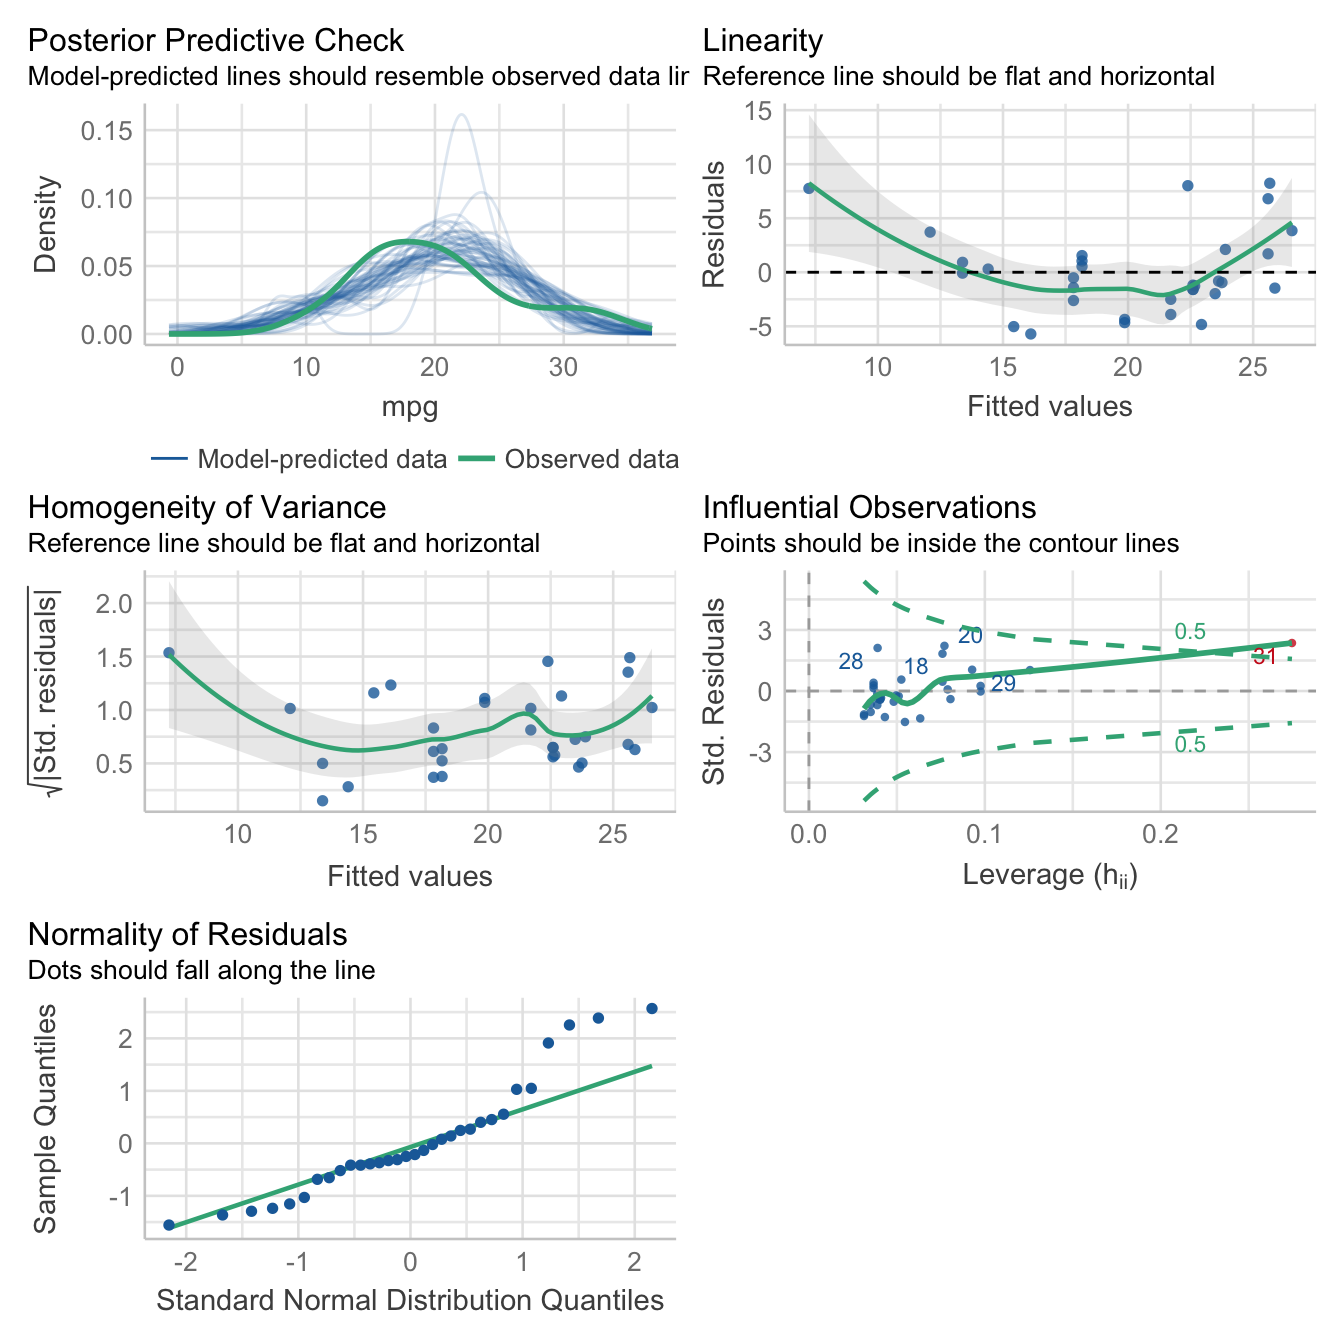 Posterior Predictive Check
Model-predicted lines should resemble observed data lir
Density
0.15
0.10
0.05
0.00
0
10
20
30
mpg
Model-predicted data
Observed data
Linearity
Reference line should be flat and horizontal
Residuals
15
10
5
0
-5
10
15
20
25
Fitted values
Homogeneity of Variance
Reference line should be flat and horizontal
√|Std. residuals|
2.0
1.5
1.0
0.5
10
15
20
25
Fitted values
Influential Observations
Points should be inside the contour lines
Std. Residuals
3
0
-3
28
20
18
29
31
0.5
0.5
0.0
0.1
0.2
Leverage (hᵢᵢ)
Normality of Residuals
Dots should fall along the line
Sample Quantiles
2
1
0
-1
-2
-1
0
1
2
Standard Normal Distribution Quantiles